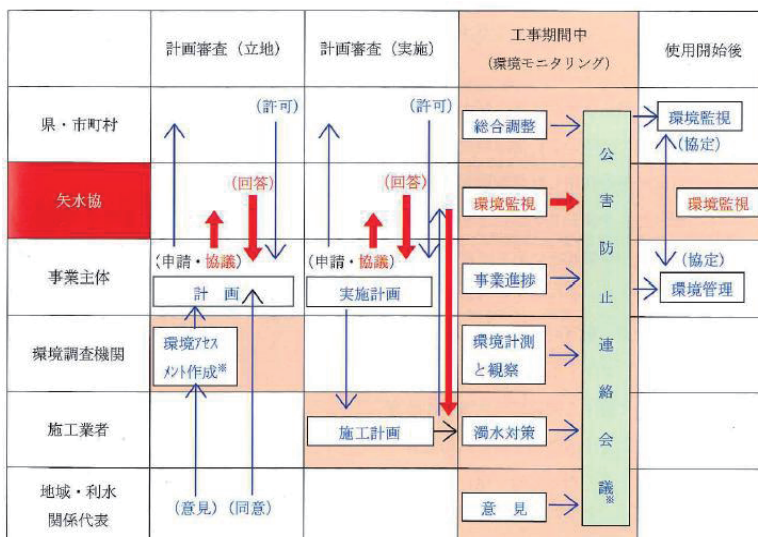 計画審査（立地）
計画審査（実施）
工事期間中
（環境モニタリング）
使用開始後
県・市町村
(許可)
(許可)
総合調整
環境監視
(協定)
矢水協
(回答)
(回答)
環境監視
環境監視
事業主体
(申請・協議)
計 画
(申請・協議)
実施計画
事業進捗
(協定)
環境管理
環境調査機関
環境アセス
メント作成※
環境計測
と観察
施工業者
施工計画
濁水対策
地域・利水
関係代表
(意見)
(同意)
意 見
公害防止連絡会議※